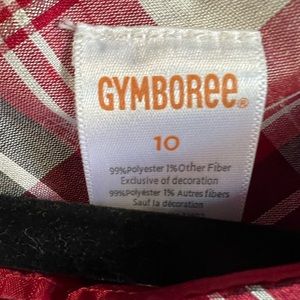 GYMBOREE®
10
99%Polyester 1%Other Fiber
Exclusive of decoration
99%Polyester 1% Autres fibers
Sauf la décoration